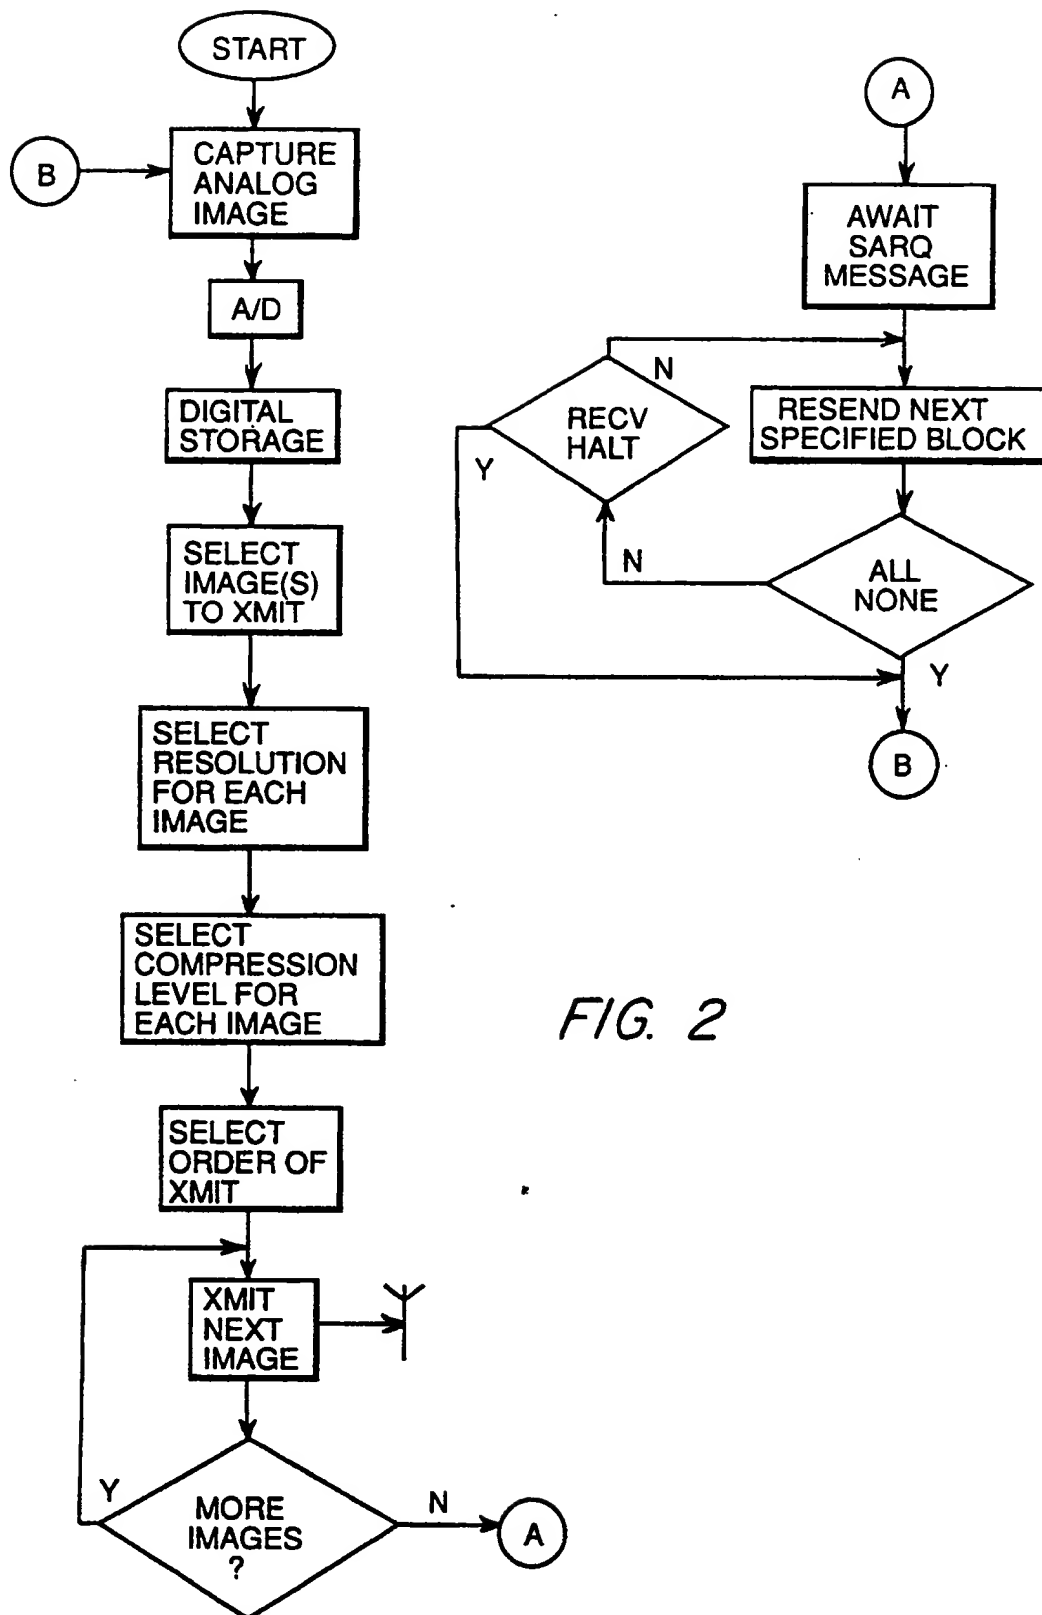 START
B
CAPTURE
ANALOG
IMAGE
A/D
DIGITAL
STORAGE
SELECT
IMAGE(S)
TO XMIT
SELECT
RESOLUTION
FOR EACH
IMAGE
SELECT
COMPRESSION
LEVEL FOR
EACH IMAGE
SELECT
ORDER OF
XMIT
XMIT
NEXT
IMAGE
Y
MORE
IMAGES
?
N
A
A
AWAIT
SARQ
MESSAGE
N
RECV
HALT
Y
RESEND NEXT
SPECIFIED BLOCK
N
ALL
NONE
Y
B
FIG. 2